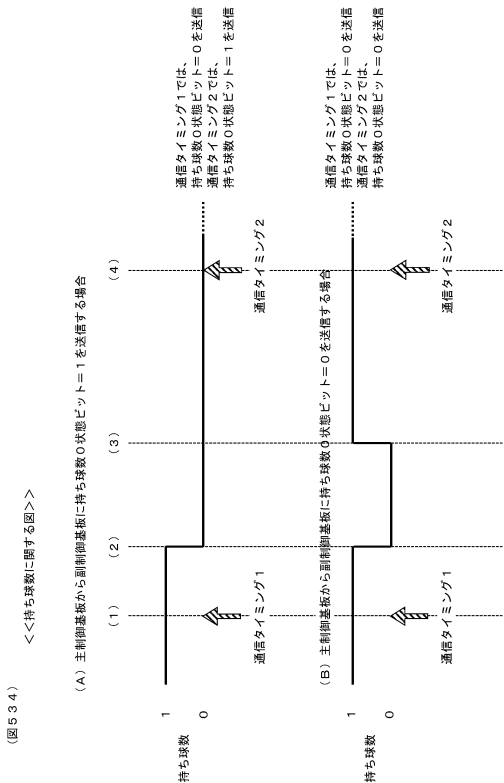 (図534)
<<持ち球数に関する図>>
(A)主制御基板から副制御基板に持ち球数0状態ビット=1を送信する場合
(1)
(2)
(3)
(4)
持ち球数
1
0
通信タイミング1
通信タイミング2
通信タイミング1では、
持ち球数0状態ビット=0を送信
通信タイミング2では、
持ち球数0状態ビット=1を送信
(B)主制御基板から副制御基板に持ち球数0状態ビット=0を送信する場合
持ち球数
1
0
通信タイミング1
通信タイミング2
通信タイミング1では、
持ち球数0状態ビット=0を送信
通信タイミング2では、
持ち球数0状態ビット=0を送信